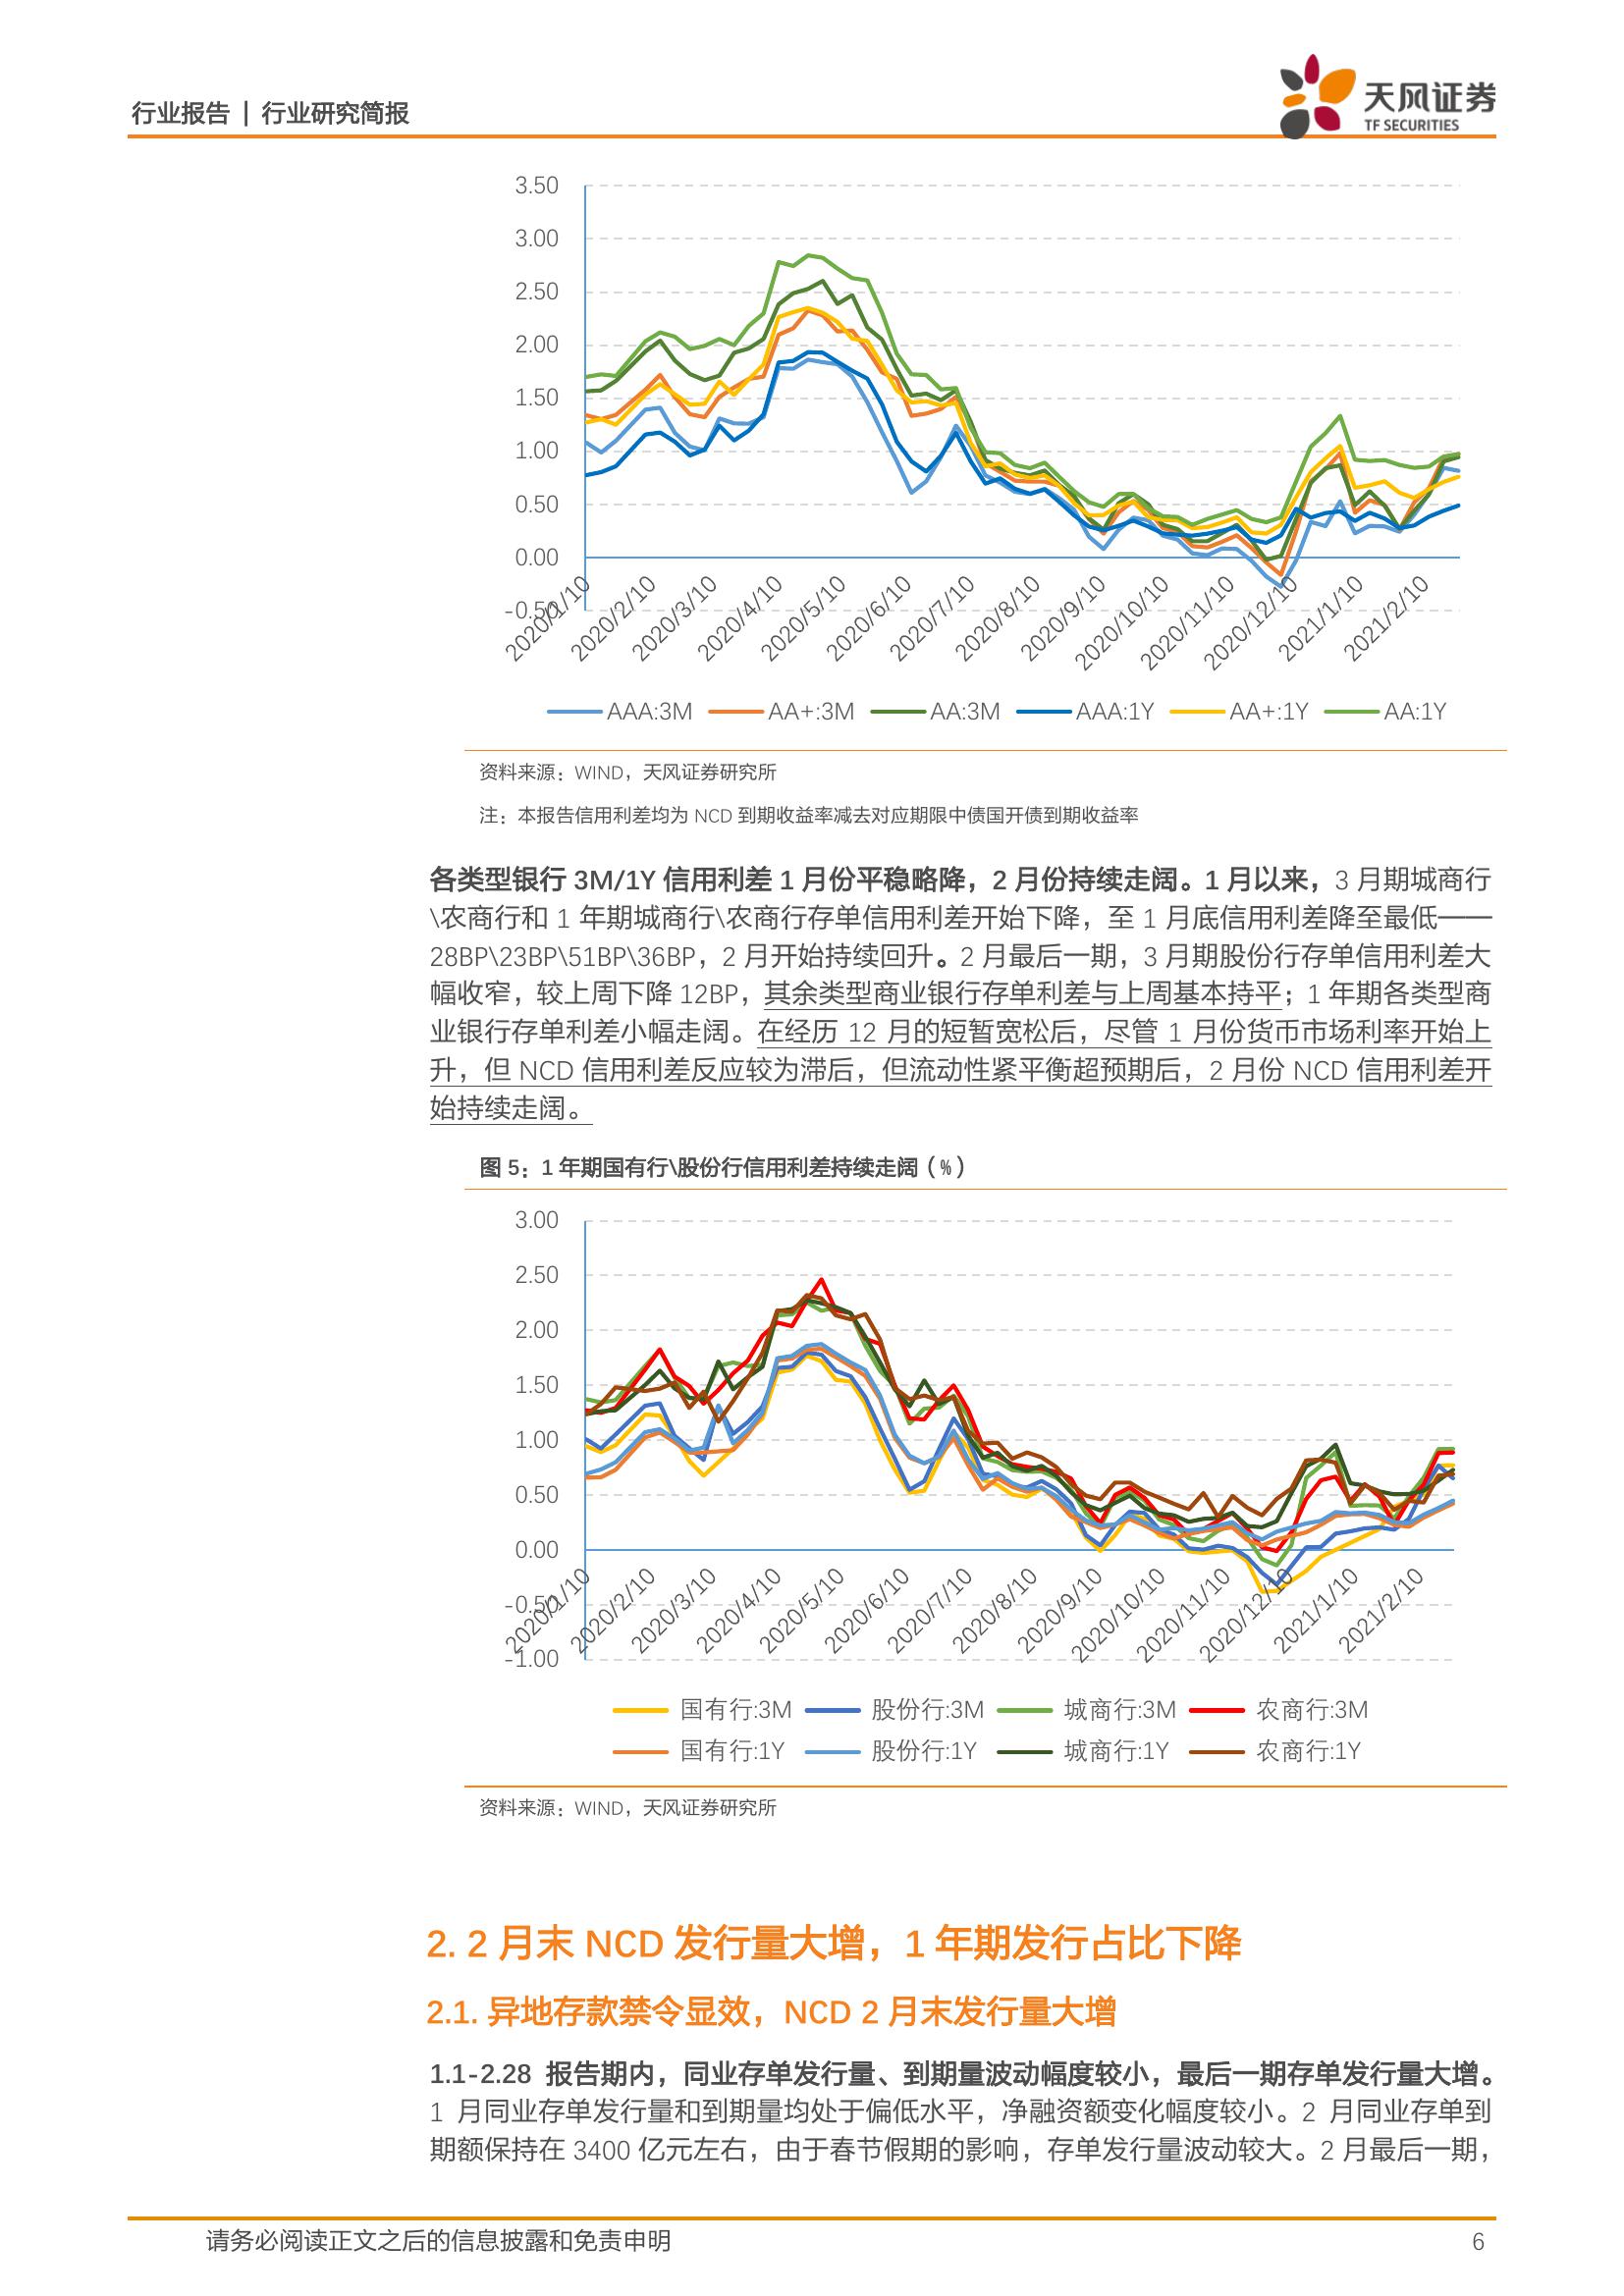 行业报告 | 行业研究简报
天风证券
TF SECURITIES
3.50
3.00
2.50
2.00
1.50
1.00
0.50
0.00
-0.50
2020/1/10
2020/2/10
2020/3/10
2020/4/10
2020/5/10
2020/6/10
2020/7/10
2020/8/10
2020/9/10
2020/10/10
2020/11/10
2020/12/10
2021/1/10
2021/2/10
AAA:3M AA+:3M AA:3M AAA:1Y AA+:1Y AA:1Y
资料来源：WIND，天风证券研究所
注：本报告信用利差均为 NCD 到期收益率减去对应期限中债国开债到期收益率
各类型银行 3M/1Y 信用利差 1 月份平稳略降，2 月份持续走阔。1 月以来，3 月期城商行
\农商行和 1 年期城商行\农商行存单信用利差开始下降，至 1 月底信用利差降至最低——
28BP\23BP\51BP\36BP，2 月开始持续回升。2 月最后一期，3 月期股份行存单信用利差大
幅收窄，较上周下降 12BP，其余类型商业银行存单利差与上周基本持平；1 年期各类型商
业银行存单利差小幅走阔。在经历 12 月的短暂宽松后，尽管 1 月份货币市场利率开始上
升，但 NCD 信用利差反应较为滞后，但流动性紧平衡超预期后，2 月份 NCD 信用利差开
始持续走阔。
图 5：1 年期国有行\股份行信用利差持续走阔（%）
3.00
2.50
2.00
1.50
1.00
0.50
0.00
-0.50
-1.00
2020/1/10
2020/2/10
2020/3/10
2020/4/10
2020/5/10
2020/6/10
2020/7/10
2020/8/10
2020/9/10
2020/10/10
2020/11/10
2020/12/10
2021/1/10
2021/2/10
国有行:3M 股份行:3M 城商行:3M 农商行:3M
国有行:1Y 股份行:1Y 城商行:1Y 农商行:1Y
资料来源：WIND，天风证券研究所
2. 2 月末 NCD 发行量大增，1 年期发行占比下降
2.1. 异地存款禁令显效，NCD 2 月末发行量大增
1.1-2.28 报告期内，同业存单发行量、到期量波动幅度较小，最后一期存单发行量大增。
1 月同业存单发行量和到期量均处于偏低水平，净融资额变化幅度较小。2 月同业存单到
期额保持在 3400 亿元左右，由于春节假期的影响，存单发行量波动较大。2 月最后一期，
请务必阅读正文之后的信息披露和免责申明
6